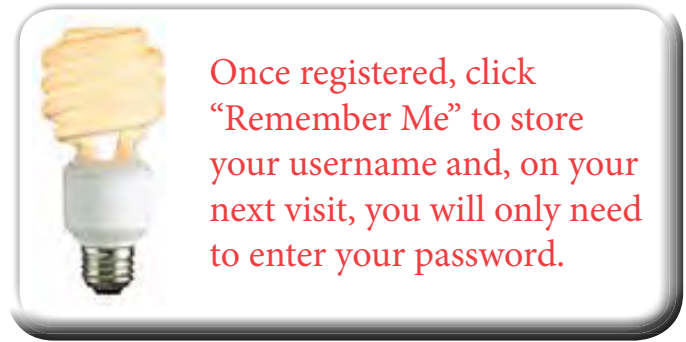 Once registered, click
“Remember Me” to store
your username and, on your
next visit, you will only need
to enter your password.